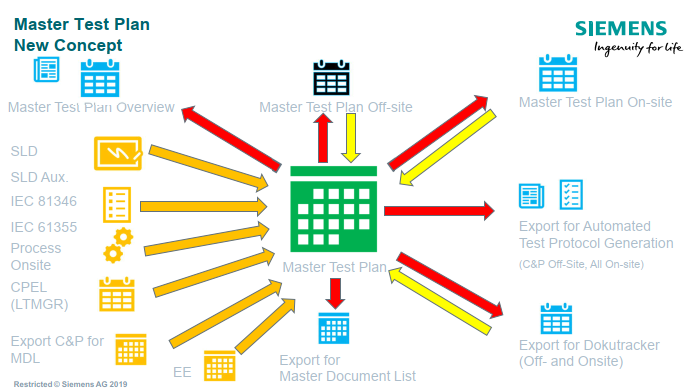 Master Test Plan
New Concept
SIEMENS
Ingenuity for life
Master Test Plan Overview
Master Test Plan Off-site
Master Test Plan On-site
SLD
SLD Aux.
IEC 81346
IEC 61355
Process
Onsite
CPEL
(LTMGR)
Export C&P for
MDL
EE
Master Test Plan
Export for
Master Document List
Export for Automated
Test Protocol Generation
(C&P Off-Site, All On-site)
Export for Dokutracker
(Off- and Onsite)
Restricted © Siemens AG 2019